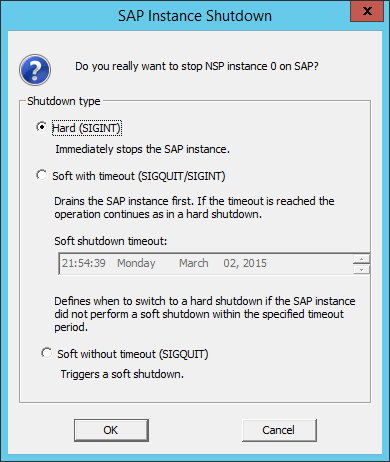 SAP Instance Shutdown
x
?
Do you really want to stop NSP instance 0 on SAP?
Shutdown type
Hard (SIGINT)
Immediately stops the SAP instance.
Soft with timeout (SIGQUIT/SIGINT)
Drains the SAP instance first. If the timeout is reached the
operation continues as in a hard shutdown.
Soft shutdown timeout:
21:54:39 Monday March 02, 2015
Defines when to switch to a hard shutdown if the SAP instance
did not perform a soft shutdown within the specified timeout
period.
Soft without timeout (SIGQUIT)
Triggers a soft shutdown.
OK Cancel